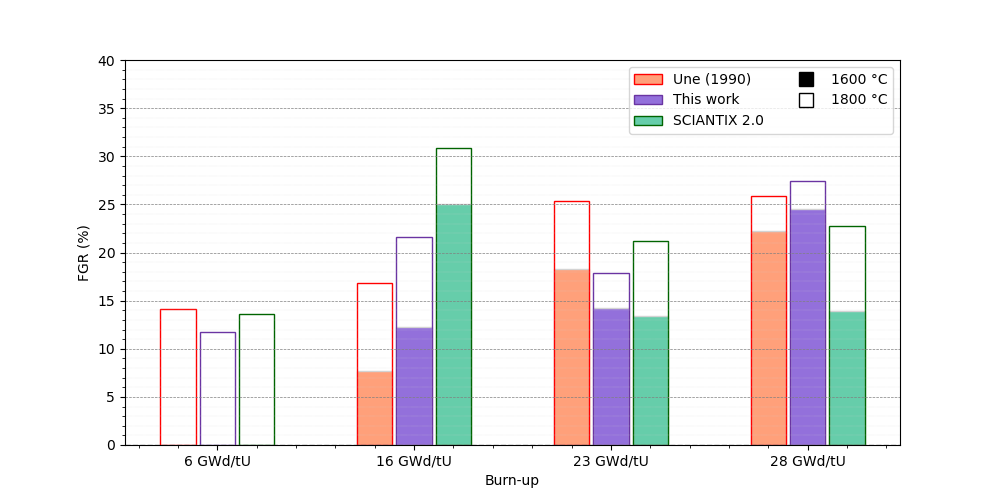 40
35
30
25
20
15
10
5
0
FGR (%)
Une (1990)
This work
SCIANTIX 2.0
1600 °C
1800 °C
6 GWd/tU
16 GWd/tU
23 GWd/tU
28 GWd/tU
Burn-up